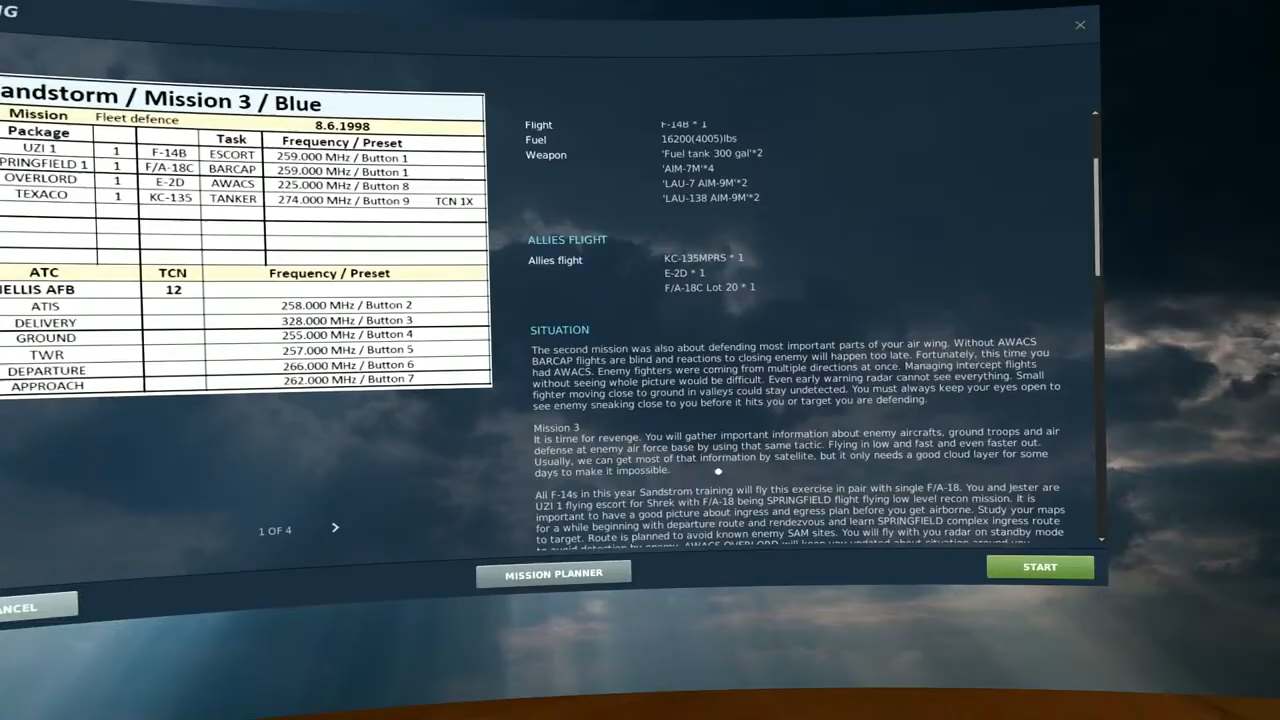 NG
andstorm / Mission 3 / Blue
Mission Fleet defence 8.6.1998
Package Task Frequency / Preset
UZI 1 1 F-14B ESCORT 259.000 MHz / Button 1
SPRINGFIELD 1 1 F/A-18C BARCAP 259.000 MHz / Button 1
OVERLORD 1 E-2D AWACS 225.000 MHz / Button 8
TEXACO 1 KC-135 TANKER 274.000 MHz / Button 9 TCN 1X
ATC TCN Frequency / Preset
NELLIS AFB 12
ATIS 258.000 MHz / Button 2
DELIVERY 328.000 MHz / Button 3
GROUND 255.000 MHz / Button 4
TWR 257.000 MHz / Button 5
DEPARTURE 266.000 MHz / Button 6
APPROACH 262.000 MHz / Button 7
1 OF 4 >
Flight F-14B * 1
Fuel 16200(4005)lbs
Weapon 'Fuel tank 300 gal'*2
'AIM-7M'*4
'LAU-7 AIM-9M'*2
'LAU-138 AIM-9M'*2
ALLIES FLIGHT
Allies flight KC-135MPRS * 1
E-2D * 1
F/A-18C Lot 20 * 1
SITUATION
The second mission was also about defending most important parts of your air wing. Without AWACS
BARCAP flights are blind and reactions to closing enemy will happen too late. Fortunately, this time you
had AWACS. Enemy fighters were coming from multiple directions at once. Managing intercept flights
without seeing whole picture would be difficult. Even early warning radar cannot see everything. Small
fighter moving close to ground in valleys could stay undetected. You must always keep your eyes open to
see enemy sneaking close to you before it hits you or target you are defending.
Mission 3
It is time for revenge. You will gather important information about enemy aircrafts, ground troops and air
defense at enemy air force base by using that same tactic. Flying in low and fast and even faster out.
Usually, we can get most of that information by satellite, but it only needs a good cloud layer for some
days to make it impossible.
All F-14s in this year Sandstrom training will fly this exercise in pair with single F/A-18. You and Jester are
UZI 1 flying escort for Shrek with F/A-18 being SPRINGFIELD flight flying low level recon mission. It is
important to have a good picture about ingress and egress plan before you get airborne. Study your maps
for a while beginning with departure route and rendezvous and learn SPRINGFIELD complex ingress route
to target. Route is planned to avoid known enemy SAM sites. You will fly with you radar on standby mode
to avoid detection by enemy. AWACS OVERLORD will keep you updated about situation around you.
ANCEL
MISSION PLANNER
START